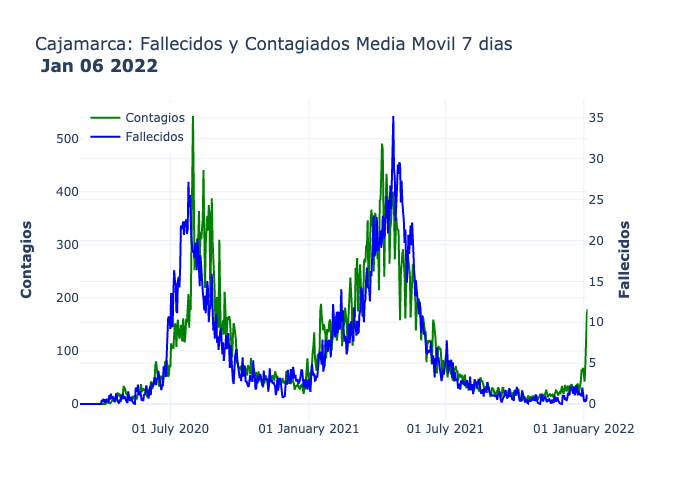 Cajamarca: Fallecidos y Contagiados Media Movil 7 dias
Jan 06 2022
Contagios
Fallecidos
500
400
300
200
100
0
35
30
25
20
15
10
5
0
Contagios
Fallecidos
01 July 2020
01 January 2021
01 July 2021
01 January 2022